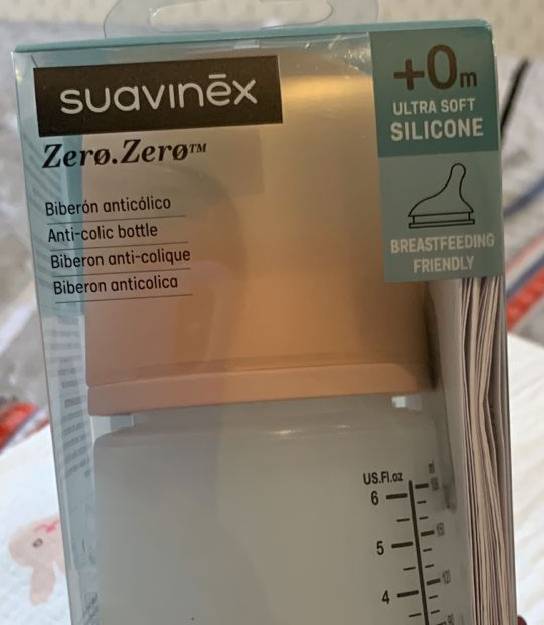 suavinēx
+0m
ULTRA SOFT
SILICONE
Zerø.Zerø™
Biberón anticólico
Anti-colic bottle
Biberon anti-colique
Biberon anticolica
BREASTFEEDING
FRIENDLY
US.Fl.oz
6
5
4